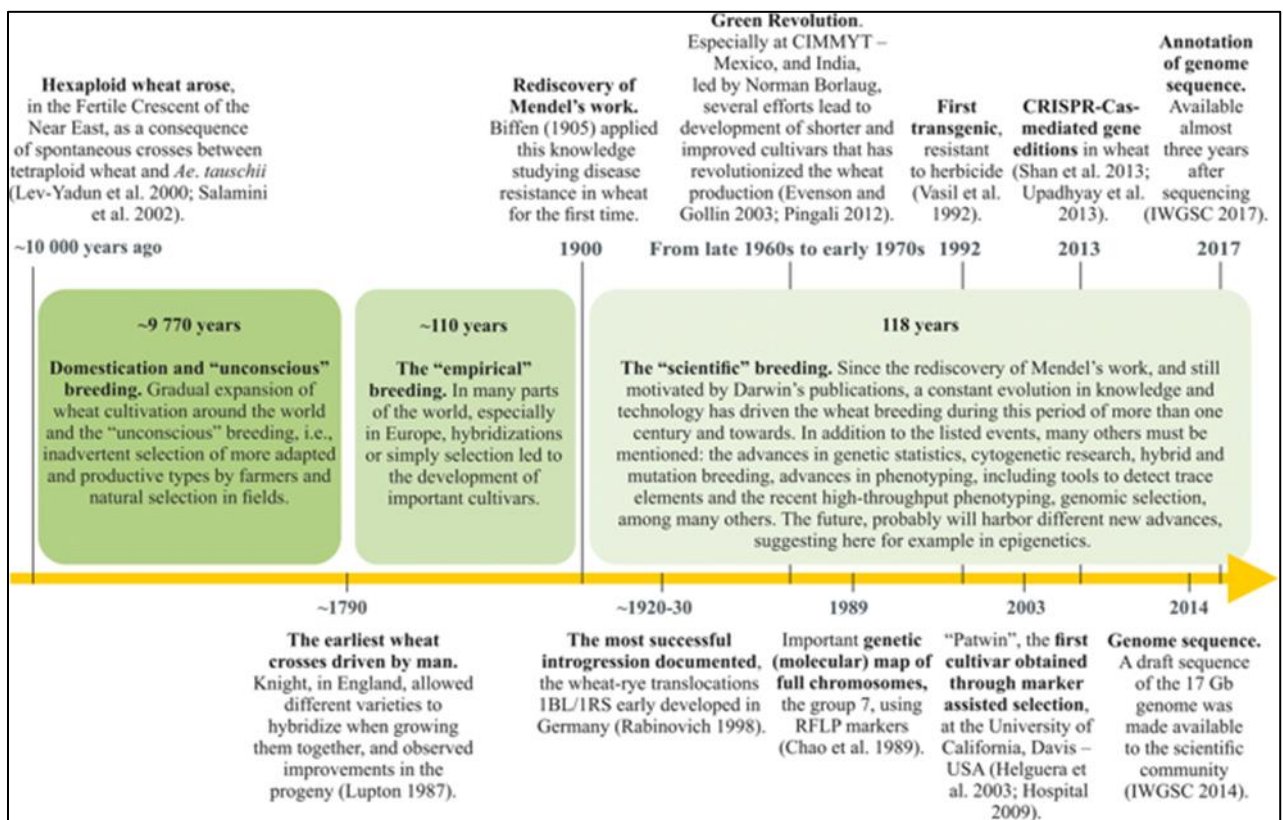 Hexaploid wheat arose,
in the Fertile Crescent of the
Near East, as a consequence
of spontaneous crosses between
tetraploid wheat and Ae. tauschii
(Lev-Yadun et al. 2000; Salamini
et al. 2002).
~10 000 years ago
Rediscovery of
Mendel's work.
Biffen (1905) applied
this knowledge
studying disease
resistance in wheat
for the first time.
1900
Green Revolution.
Especially at CIMMYT –
Mexico, and India,
led by Norman Borlaug,
several efforts lead to
development of shorter and
improved cultivars that has
revolutionized the wheat
production (Evenson and
Gollin 2003; Pingali 2012).
From late 1960s to early 1970s
First
transgenic,
resistant
to herbicide
(Vasil et al.
1992).
1992
CRISPR-Cas-
mediated gene
editions in wheat
(Shan et al. 2013;
Upadhyay et al.
2013).
2013
Annotation
of genome
sequence.
Available
almost
three years
after
sequencing
(IWGSC 2017).
2017
~9 770 years
Domestication and “unconscious”
breeding. Gradual expansion of
wheat cultivation around the world
and the “unconscious” breeding, i.e.,
inadvertent selection of more adapted
and productive types by farmers and
natural selection in fields.
~110 years
The “empirical”
breeding. In many parts
of the world, especially
in Europe, hybridizations
or simply selection led to
the development of
important cultivars.
118 years
The “scientific” breeding. Since the rediscovery of Mendel's work, and still
motivated by Darwin's publications, a constant evolution in knowledge and
technology has driven the wheat breeding during this period of more than one
century and towards. In addition to the listed events, many others must be
mentioned: the advances in genetic statistics, cytogenetic research, hybrid and
mutation breeding, advances in phenotyping, including tools to detect trace
elements and the recent high-throughput phenotyping, genomic selection,
among many others. The future, probably will harbor different new advances,
suggesting here for example in epigenetics.
~1790
The earliest wheat
crosses driven by man.
Knight, in England, allowed
different varieties to
hybridize when growing
them together, and observed
improvements in the
progeny (Lupton 1987).
~1920-30
The most successful
introgression documented,
the wheat-rye translocations
1BL/1RS early developed in
Germany (Rabinovich 1998).
1989
Important genetic
(molecular) map of
full chromosomes,
the group 7, using
RFLP markers
(Chao et al. 1989).
2003
“Patwin”, the first
cultivar obtained
through marker
assisted selection,
at the University of
California, Davis –
USA (Helguera et
al. 2003; Hospital
2009).
2014
Genome sequence.
A draft sequence
of the 17 Gb
genome was
made available
to the scientific
community
(IWGSC 2014).